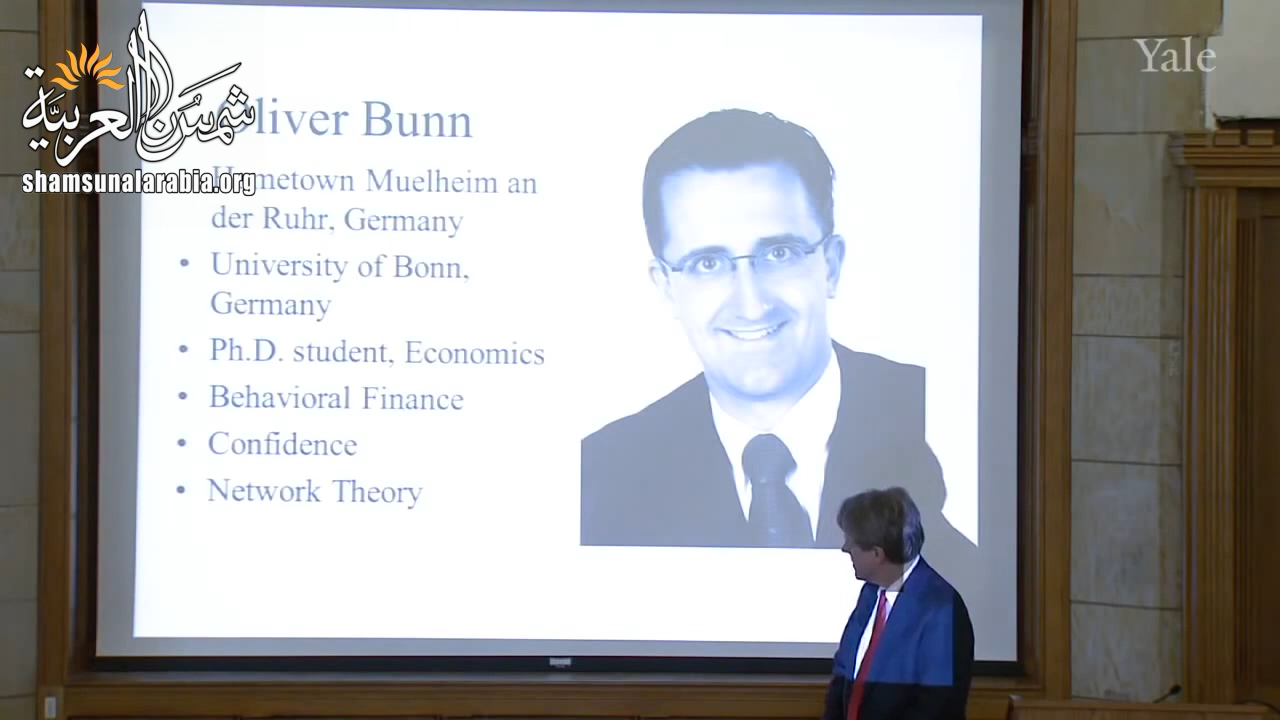 Yale
شمس العربية
shamsunalarabia.org
Oliver Bunn
Hometown Muelheim an
der Ruhr, Germany
• University of Bonn,
Germany
• Ph.D. student, Economics
• Behavioral Finance
• Confidence
• Network Theory